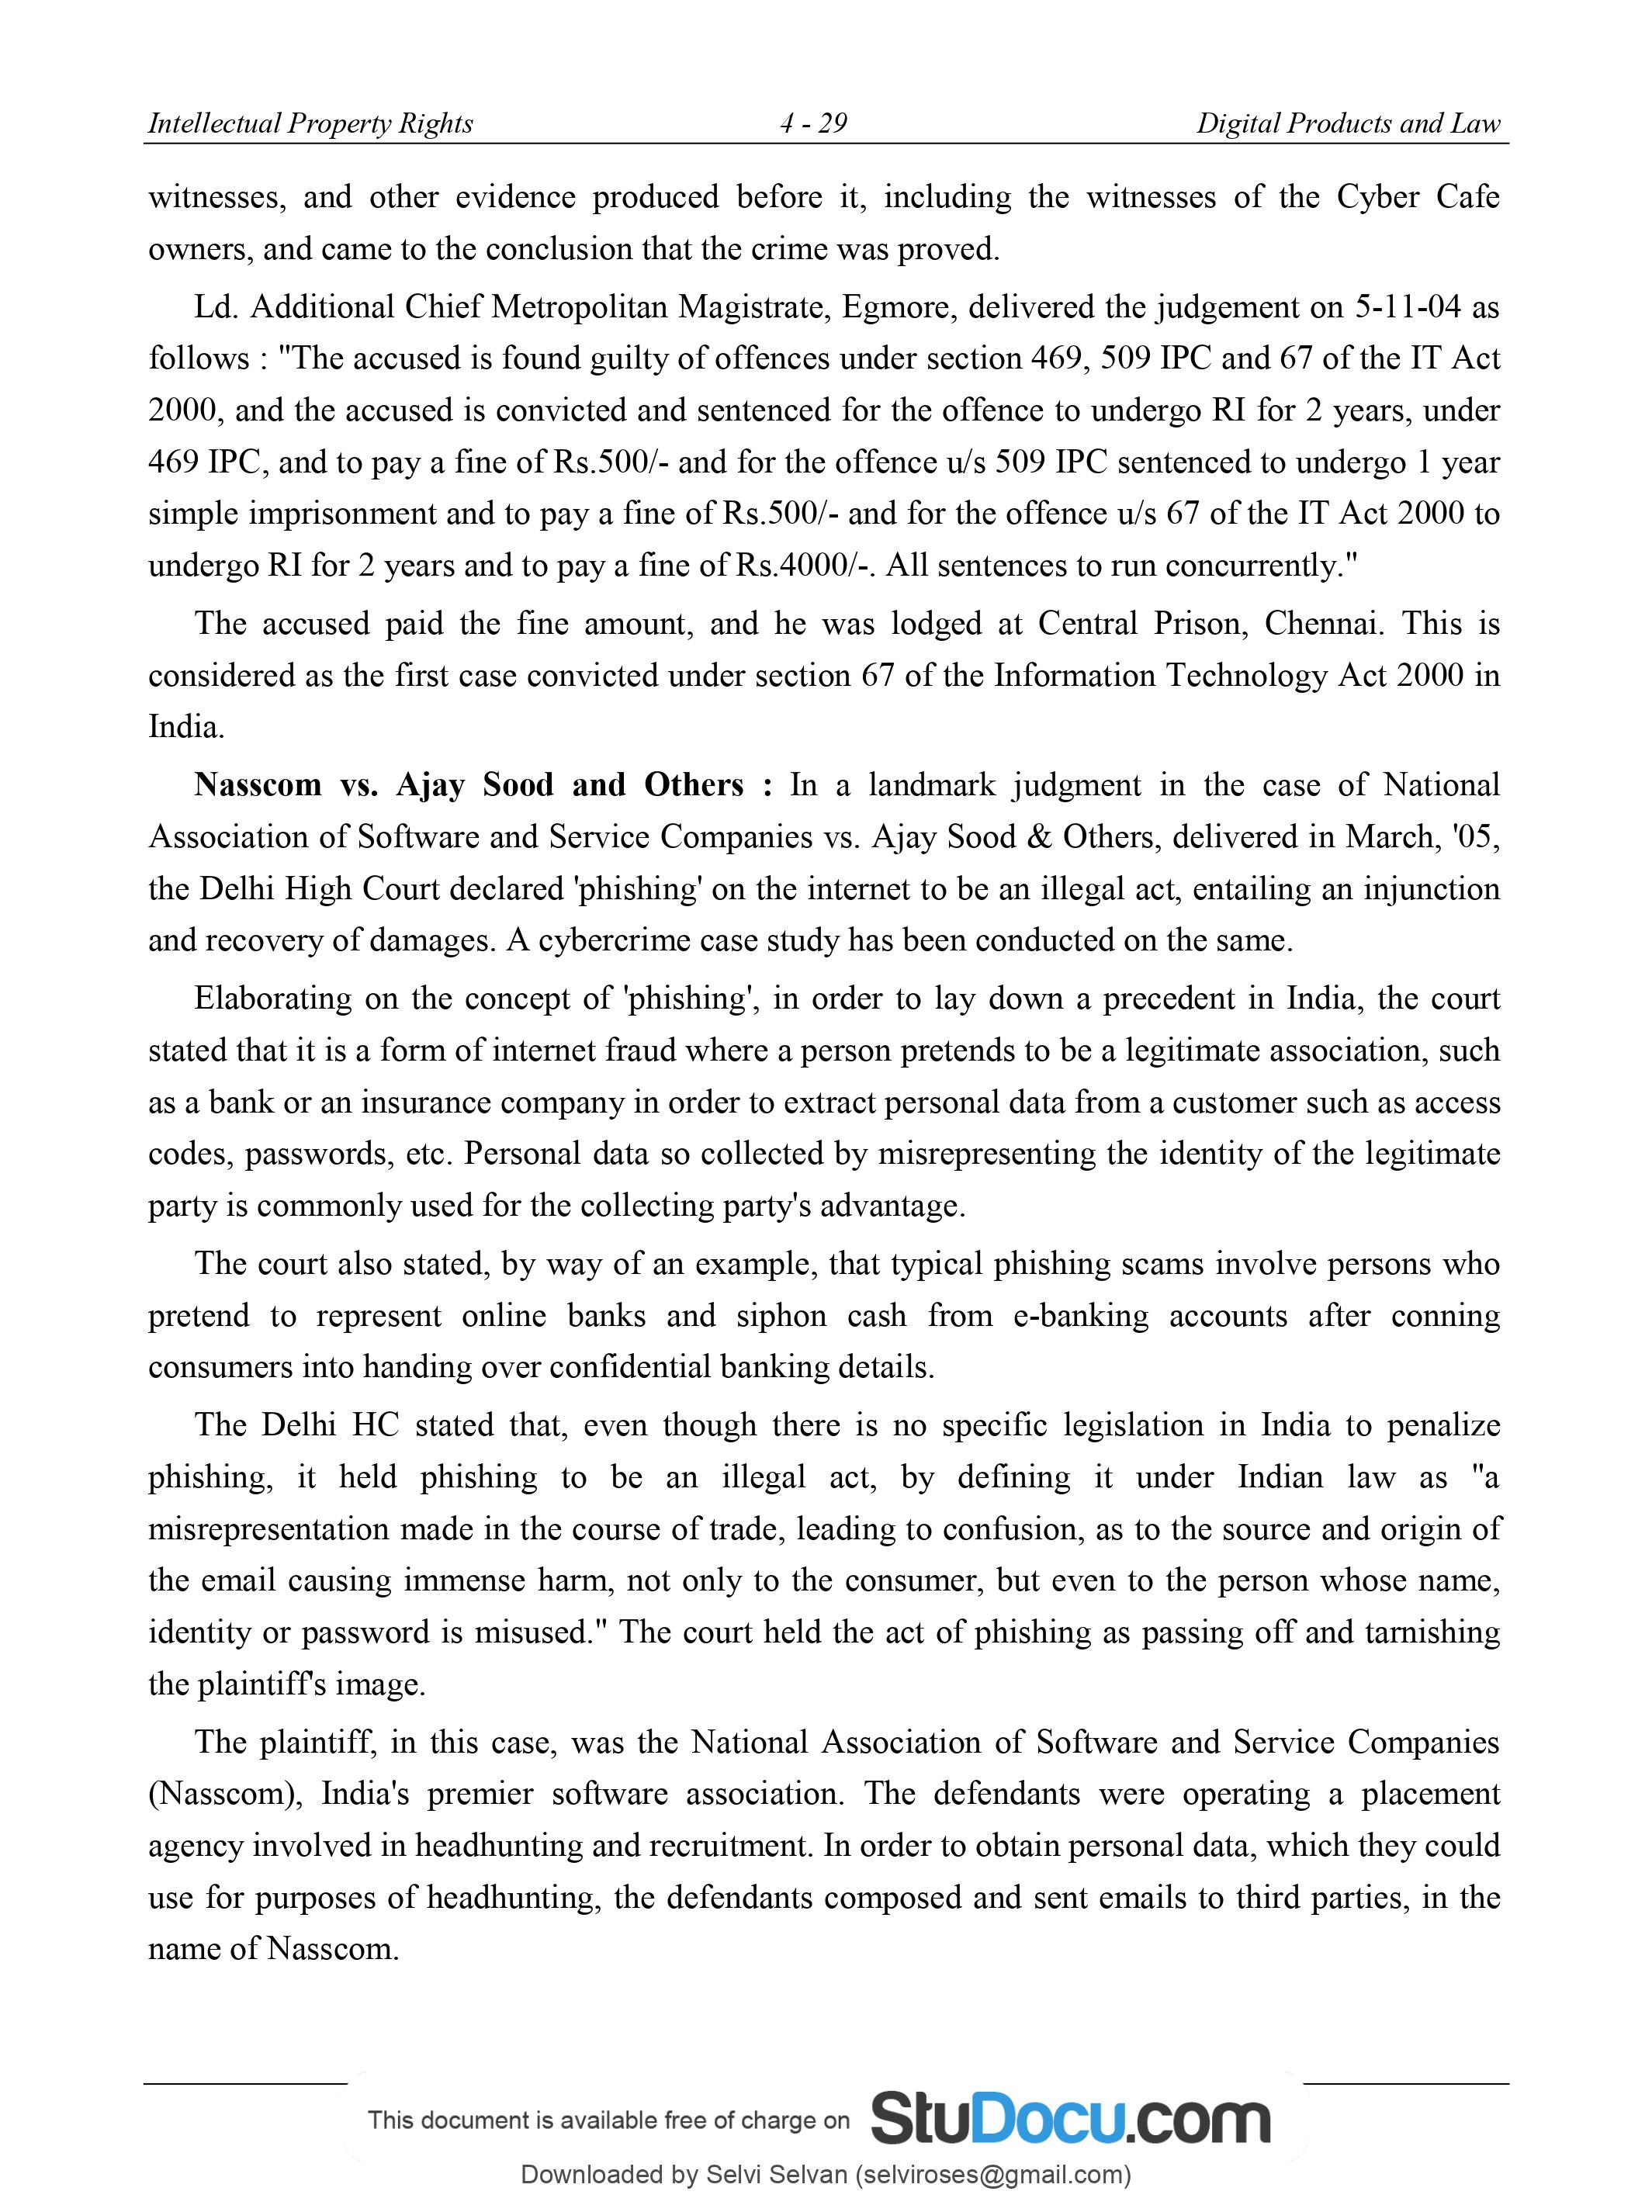 Intellectual Property Rights 4 - 29 Digital Products and Law
witnesses, and other evidence produced before it, including the witnesses of the Cyber Cafe
owners, and came to the conclusion that the crime was proved.
Ld. Additional Chief Metropolitan Magistrate, Egmore, delivered the judgement on 5-11-04 as
follows : "The accused is found guilty of offences under section 469, 509 IPC and 67 of the IT Act
2000, and the accused is convicted and sentenced for the offence to undergo RI for 2 years, under
469 IPC, and to pay a fine of Rs.500/- and for the offence u/s 509 IPC sentenced to undergo 1 year
simple imprisonment and to pay a fine of Rs.500/- and for the offence u/s 67 of the IT Act 2000 to
undergo RI for 2 years and to pay a fine of Rs.4000/-. All sentences to run concurrently."
The accused paid the fine amount, and he was lodged at Central Prison, Chennai. This is
considered as the first case convicted under section 67 of the Information Technology Act 2000 in
India.
Nasscom vs. Ajay Sood and Others : In a landmark judgment in the case of National
Association of Software and Service Companies vs. Ajay Sood & Others, delivered in March, '05,
the Delhi High Court declared 'phishing' on the internet to be an illegal act, entailing an injunction
and recovery of damages. A cybercrime case study has been conducted on the same.
Elaborating on the concept of 'phishing', in order to lay down a precedent in India, the court
stated that it is a form of internet fraud where a person pretends to be a legitimate association, such
as a bank or an insurance company in order to extract personal data from a customer such as access
codes, passwords, etc. Personal data so collected by misrepresenting the identity of the legitimate
party is commonly used for the collecting party's advantage.
The court also stated, by way of an example, that typical phishing scams involve persons who
pretend to represent online banks and siphon cash from e-banking accounts after conning
consumers into handing over confidential banking details.
The Delhi HC stated that, even though there is no specific legislation in India to penalize
phishing, it held phishing to be an illegal act, by defining it under Indian law as "a
misrepresentation made in the course of trade, leading to confusion, as to the source and origin of
the email causing immense harm, not only to the consumer, but even to the person whose name,
identity or password is misused." The court held the act of phishing as passing off and tarnishing
the plaintiff's image.
The plaintiff, in this case, was the National Association of Software and Service Companies
(Nasscom), India's premier software association. The defendants were operating a placement
agency involved in headhunting and recruitment. In order to obtain personal data, which they could
use for purposes of headhunting, the defendants composed and sent emails to third parties, in the
name of Nasscom.
This document is available free of charge on StuDocu.com
Downloaded by Selvi Selvan (selviroses@gmail.com)